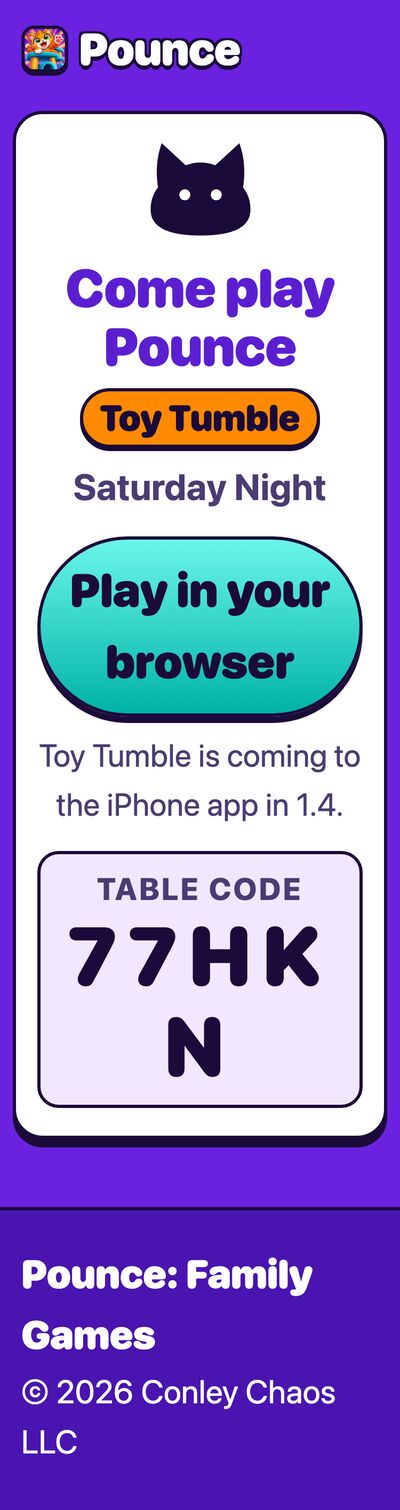 Pounce
Come play
Pounce
Toy Tumble
Saturday Night
Play in your
browser
Toy Tumble is coming to
the iPhone app in 1.4.
TABLE CODE
77HK
N
Pounce: Family
Games
© 2026 Conley Chaos
LLC